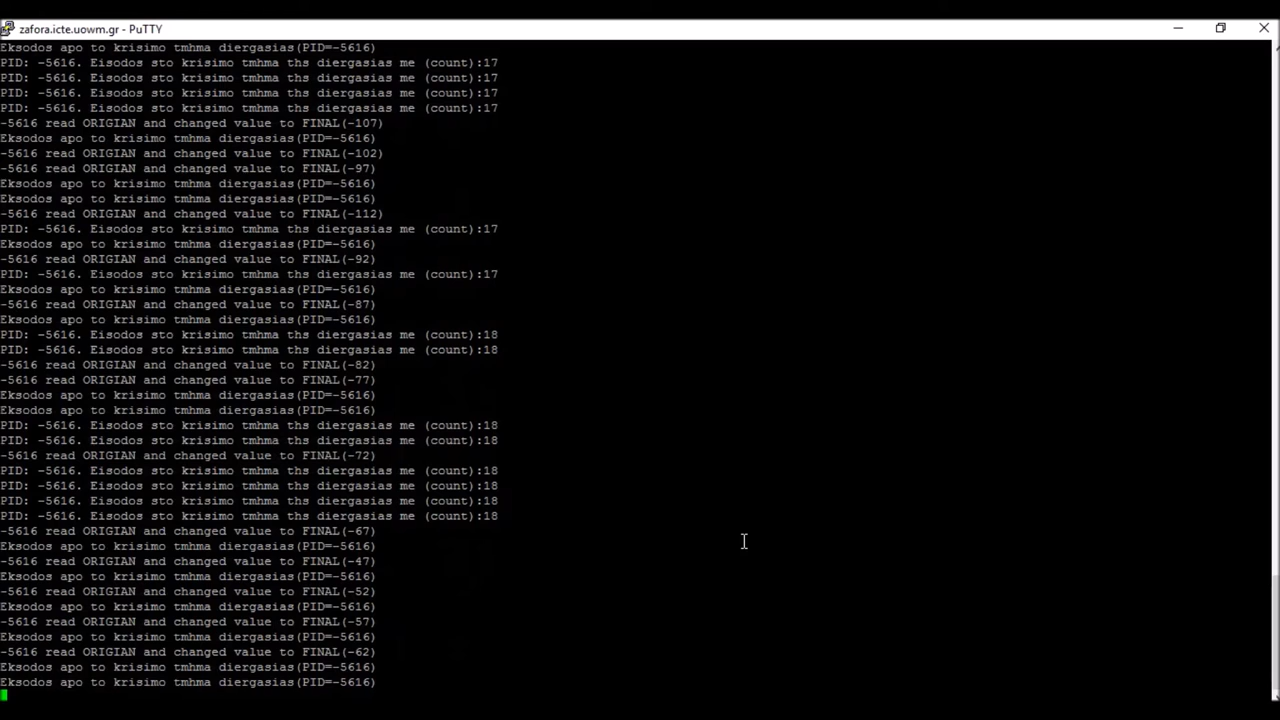 zafora.icte.uowm.gr - PuTTY
Eksodos apo to krisimo tmhma diergasias(PID=-5616)
PID: -5616. Eisodos sto krisimo tmhma ths diergasias me (count):17
PID: -5616. Eisodos sto krisimo tmhma ths diergasias me (count):17
PID: -5616. Eisodos sto krisimo tmhma ths diergasias me (count):17
PID: -5616. Eisodos sto krisimo tmhma ths diergasias me (count):17
-5616 read ORIGIAN and changed value to FINAL(-107)
Eksodos apo to krisimo tmhma diergasias(PID=-5616)
-5616 read ORIGIAN and changed value to FINAL(-102)
-5616 read ORIGIAN and changed value to FINAL(-97)
Eksodos apo to krisimo tmhma diergasias(PID=-5616)
Eksodos apo to krisimo tmhma diergasias(PID=-5616)
-5616 read ORIGIAN and changed value to FINAL(-112)
PID: -5616. Eisodos sto krisimo tmhma ths diergasias me (count):17
Eksodos apo to krisimo tmhma diergasias(PID=-5616)
-5616 read ORIGIAN and changed value to FINAL(-92)
PID: -5616. Eisodos sto krisimo tmhma ths diergasias me (count):17
Eksodos apo to krisimo tmhma diergasias(PID=-5616)
-5616 read ORIGIAN and changed value to FINAL(-87)
Eksodos apo to krisimo tmhma diergasias(PID=-5616)
PID: -5616. Eisodos sto krisimo tmhma ths diergasias me (count):18
PID: -5616. Eisodos sto krisimo tmhma ths diergasias me (count):18
-5616 read ORIGIAN and changed value to FINAL(-82)
-5616 read ORIGIAN and changed value to FINAL(-77)
Eksodos apo to krisimo tmhma diergasias(PID=-5616)
Eksodos apo to krisimo tmhma diergasias(PID=-5616)
PID: -5616. Eisodos sto krisimo tmhma ths diergasias me (count):18
PID: -5616. Eisodos sto krisimo tmhma ths diergasias me (count):18
-5616 read ORIGIAN and changed value to FINAL(-72)
PID: -5616. Eisodos sto krisimo tmhma ths diergasias me (count):18
PID: -5616. Eisodos sto krisimo tmhma ths diergasias me (count):18
PID: -5616. Eisodos sto krisimo tmhma ths diergasias me (count):18
PID: -5616. Eisodos sto krisimo tmhma ths diergasias me (count):18
-5616 read ORIGIAN and changed value to FINAL(-67)
Eksodos apo to krisimo tmhma diergasias(PID=-5616)
-5616 read ORIGIAN and changed value to FINAL(-47)
Eksodos apo to krisimo tmhma diergasias(PID=-5616)
-5616 read ORIGIAN and changed value to FINAL(-52)
Eksodos apo to krisimo tmhma diergasias(PID=-5616)
-5616 read ORIGIAN and changed value to FINAL(-57)
Eksodos apo to krisimo tmhma diergasias(PID=-5616)
-5616 read ORIGIAN and changed value to FINAL(-62)
Eksodos apo to krisimo tmhma diergasias(PID=-5616)
Eksodos apo to krisimo tmhma diergasias(PID=-5616)